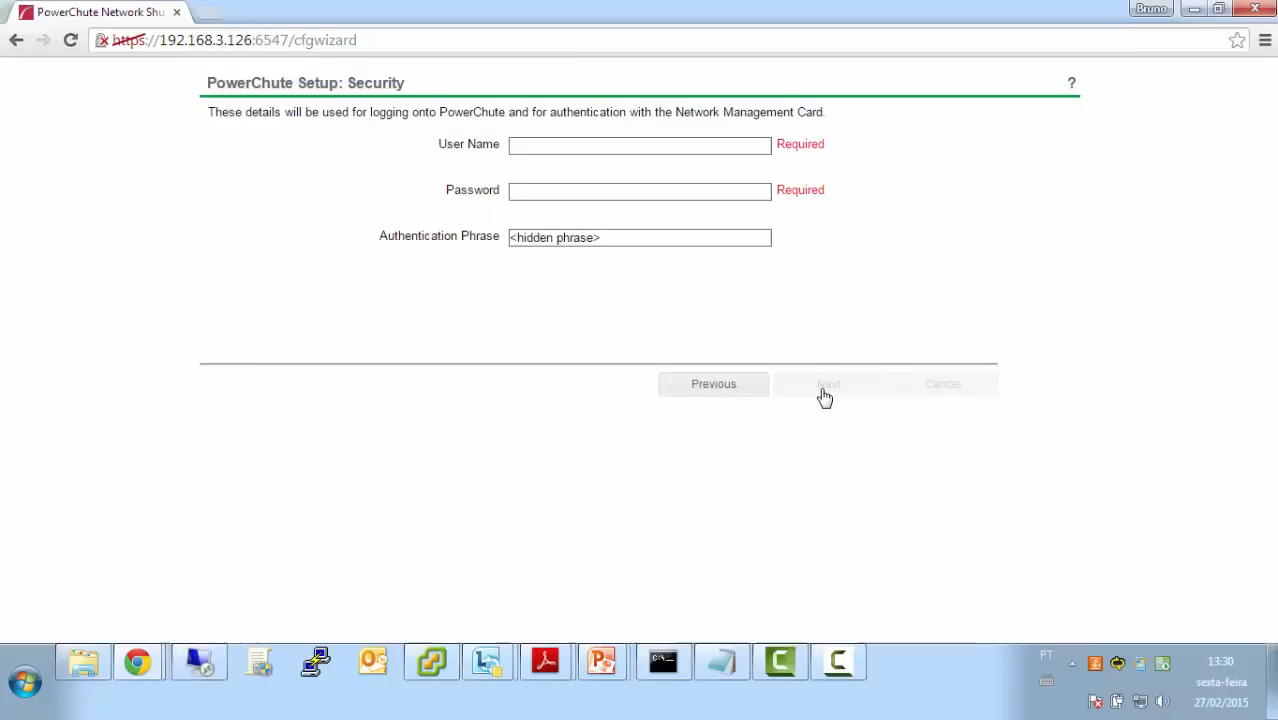 PowerChute Network Shu
Bruno
https://192.168.3.126:6547/cfgwizard
PowerChute Setup: Security
?
These details will be used for logging onto PowerChute and for authentication with the Network Management Card.
User Name
Required
Password
Required
Authentication Phrase
<hidden phrase>
Previous
Next
Cancel
C:\_
PT
13:30
sexta-feira
27/02/2015